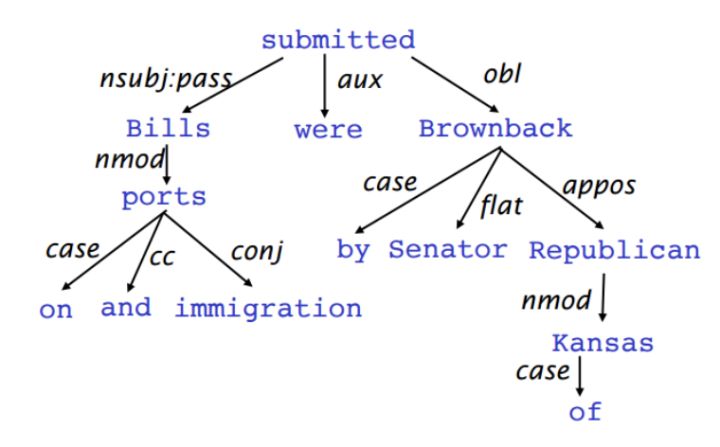 submitted
nsubj:pass aux obl
Bills were Brownback
nmod
ports
case flat appos
case cc conj
by Senator Republican
on and immigration
nmod
Kansas
case
of